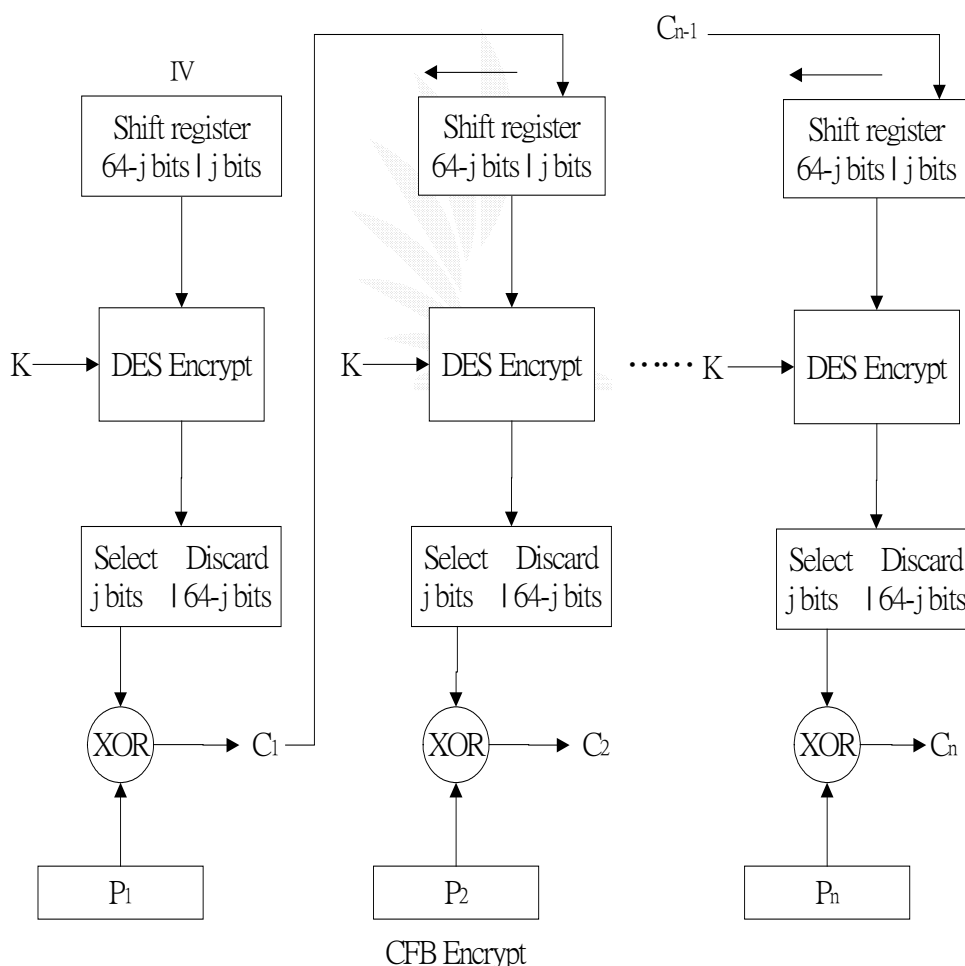 IV
Shift register
64-j bits | j bits
K
DES Encrypt
Select Discard
j bits | 64-j bits
XOR
C1
P1
Shift register
64-j bits | j bits
K
DES Encrypt
Select Discard
j bits | 64-j bits
XOR
C2
P2
Cn-1
Shift register
64-j bits | j bits
…… K
DES Encrypt
Select Discard
j bits | 64-j bits
XOR
Cn
Pn
CFB Encrypt